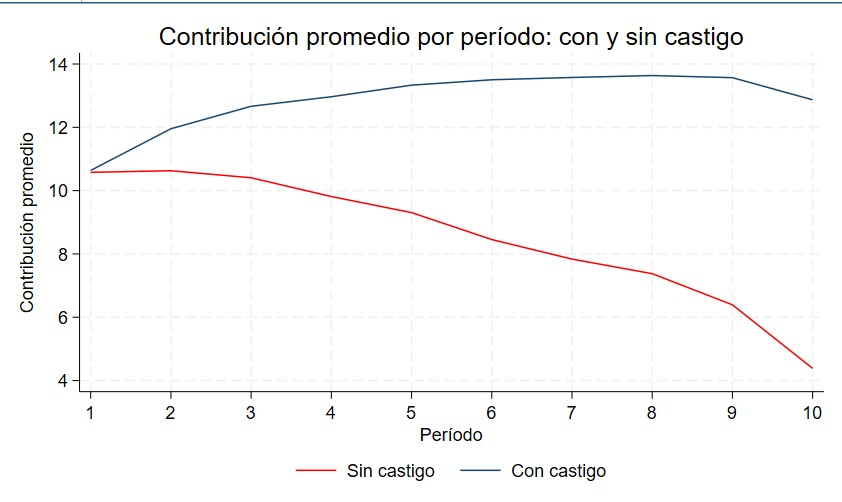 Contribución promedio por período: con y sin castigo
Contribución promedio
14
12
10
8
6
4
1 2 3 4 5 6 7 8 9 10
Período
Sin castigo Con castigo